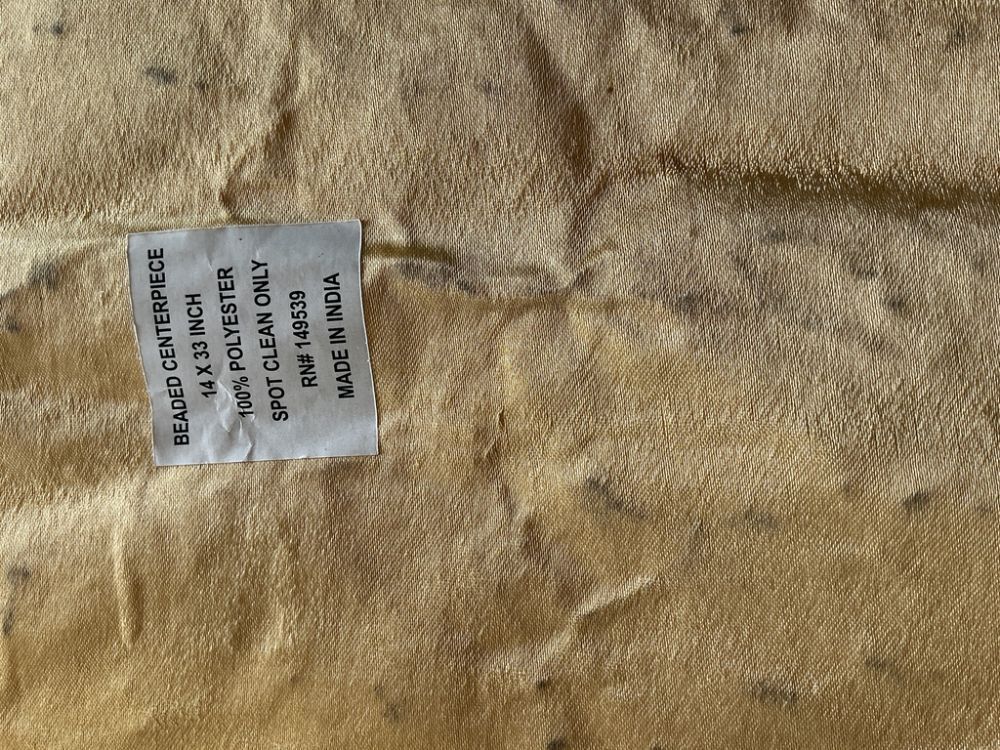 BEADED CENTERPIECE
14 X 33 INCH
100% POLYESTER
SPOT CLEAN ONLY
RN# 149539
MADE IN INDIA